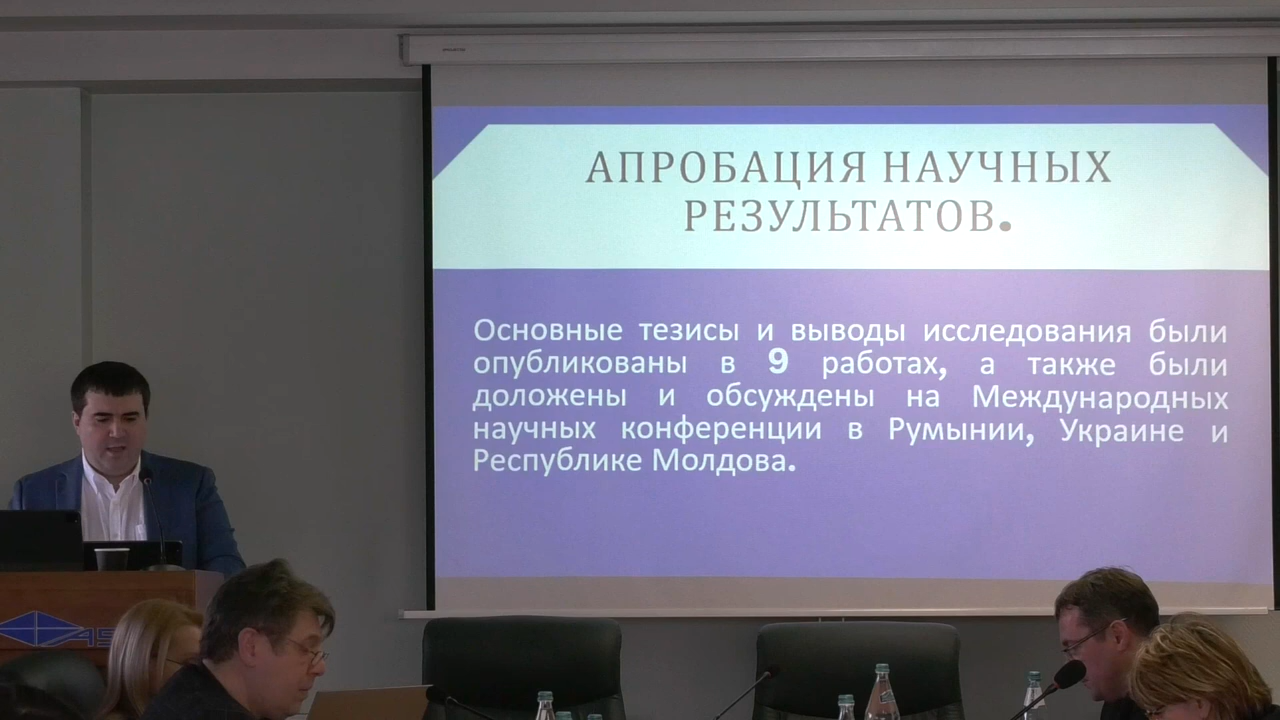 АПРОБАЦИЯ НАУЧНЫХ
РЕЗУЛЬТАТОВ.
Основные тезисы и выводы исследования были
опубликованы в 9 работах, а также были
доложены и обсуждены на Международных
научных конференции в Румынии, Украине и
Республике Молдова.